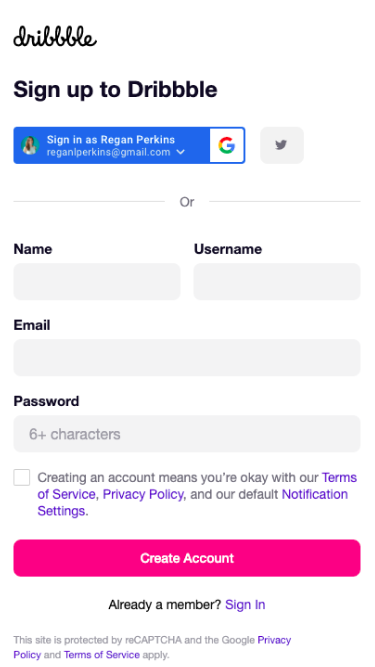 dribbble
Sign up to Dribbble
Sign in as Regan Perkins
reganlperkins@gmail.com
Or
Name
Username
Email
Password
6+ characters
Creating an account means you're okay with our Terms
of Service, Privacy Policy, and our default Notification
Settings.
Create Account
Already a member? Sign In
This site is protected by reCAPTCHA and the Google Privacy
Policy and Terms of Service apply.